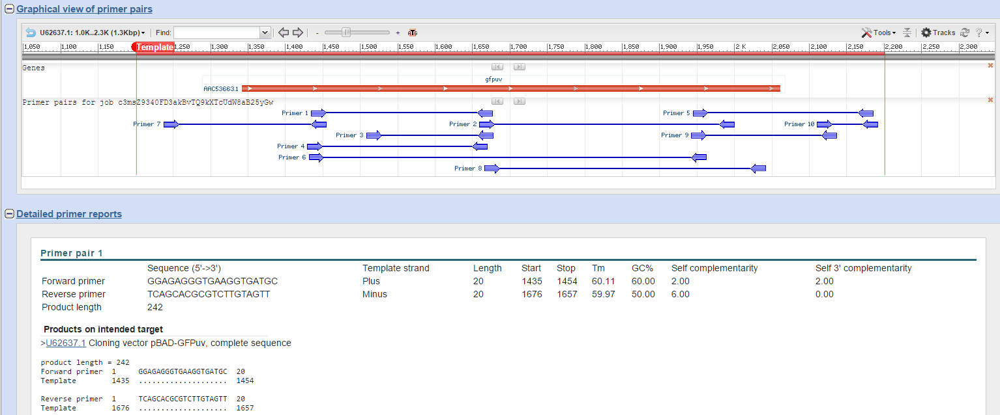 Graphical view of primer pairs
U62637.1: 1.0K..2.3K (1.3Kbp) Find: - + ATG Tools Tracks ?
1,050 1,100 1,150 Template 1,250 1,300 1,350 1,400 1,450 1,500 1,550 1,600 1,650 1,700 1,750 1,800 1,850 1,900 1,950 2 K 2,050 2,100 2,150 2,200 2,250 2,300
Genes
gfpuv
AAC53663.1
Primer pairs for job c3msZ9340FD3akBvTQ9kXTcUdW8aB25yGw
Primer 1 Primer 5
Primer 7 Primer 2 Primer 10
Primer 3 Primer 9
Primer 4
Primer 6
Primer 8
Detailed primer reports
Primer pair 1
Sequence (5'->3') Template strand Length Start Stop Tm GC% Self complementarity Self 3' complementarity
Forward primer GGAGAGGGTGAAGGTGATGC Plus 20 1435 1454 60.11 60.00 2.00 2.00
Reverse primer TCAGCACGCGTCTTGTAGTT Minus 20 1676 1657 59.97 50.00 6.00 0.00
Product length 242
Products on intended target
>U62637.1 Cloning vector pBAD-GFPuv, complete sequence
product length = 242
Forward primer 1 GGAGAGGGTGAAGGTGATGC 20
Template 1435 .................... 1454
Reverse primer 1 TCAGCACGCGTCTTGTAGTT 20
Template 1676 .................... 1657